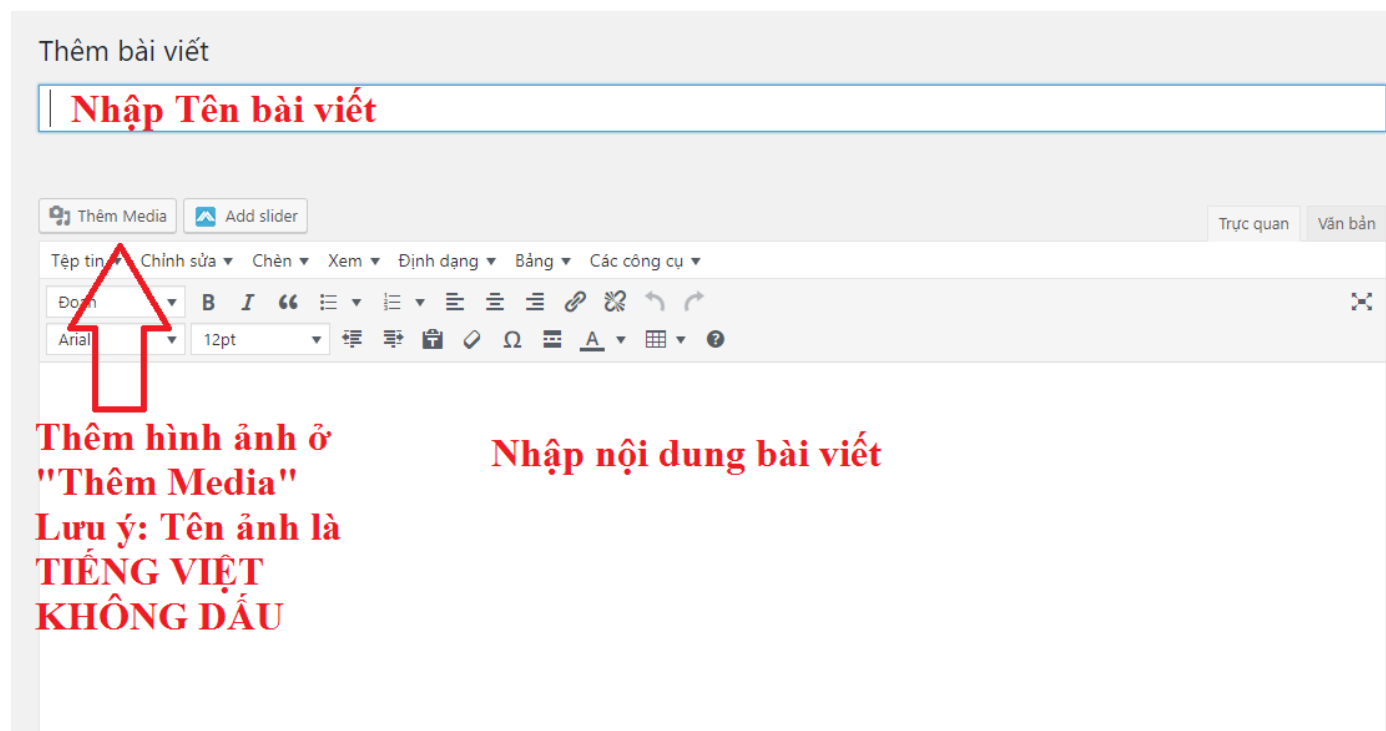 Thêm bài viết
Nhập Tên bài viết
Thêm Media Add slider
Trực quan Văn bản
Tệp tin Chỉnh sửa Chèn Xem Định dạng Bảng Các công cụ
Đoạn
Arial 12pt
Thêm hình ảnh ở
"Thêm Media"
Lưu ý: Tên ảnh là
TIẾNG VIỆT
KHÔNG DẤU
Nhập nội dung bài viết